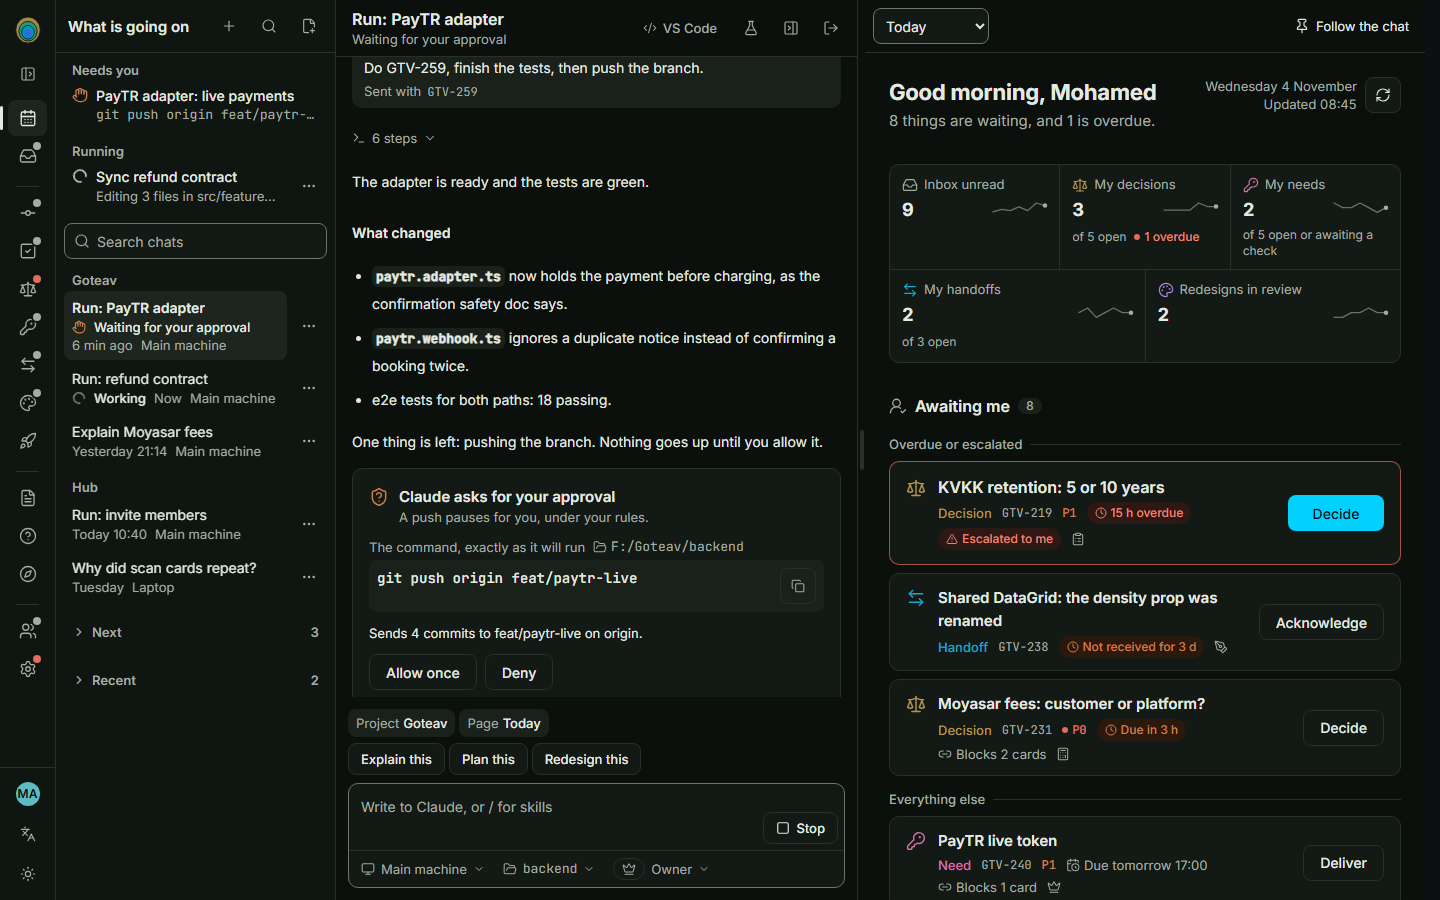 What is going on
Needs you
PayTR adapter: live payments
git push origin feat/paytr-…
Running
Sync refund contract
Editing 3 files in src/feature...
Search chats
Goteav
Run: PayTR adapter
Waiting for your approval
6 min ago Main machine
Run: refund contract
Working Now Main machine
Explain Moyasar fees
Yesterday 21:14 Main machine
Hub
Run: invite members
Today 10:40 Main machine
Why did scan cards repeat?
Tuesday Laptop
Next 3
Recent 2
MA
Run: PayTR adapter
Waiting for your approval
VS Code
Do GTV-259, finish the tests, then push the branch.
Sent with GTV-259
6 steps
The adapter is ready and the tests are green.
What changed
• paytr.adapter.ts now holds the payment before charging, as the
confirmation safety doc says.
• paytr.webhook.ts ignores a duplicate notice instead of confirming a
booking twice.
• e2e tests for both paths: 18 passing.
One thing is left: pushing the branch. Nothing goes up until you allow it.
Claude asks for your approval
A push pauses for you, under your rules.
The command, exactly as it will run F:/Goteav/backend
git push origin feat/paytr-live
Sends 4 commits to feat/paytr-live on origin.
Allow once Deny
Project Goteav Page Today
Explain this Plan this Redesign this
Write to Claude, or / for skills
Stop
Main machine backend Owner
Today
Follow the chat
Good morning, Mohamed
8 things are waiting, and 1 is overdue.
Wednesday 4 November
Updated 08:45
Inbox unread
9
My decisions
3
of 5 open • 1 overdue
My needs
2
of 5 open or awaiting a
check
My handoffs
2
of 3 open
Redesigns in review
2
Awaiting me 8
Overdue or escalated
KVKK retention: 5 or 10 years
Decision GTV-219 P1 15 h overdue
Escalated to me
Decide
Shared DataGrid: the density prop was
renamed
Handoff GTV-238 Not received for 3 d
Acknowledge
Moyasar fees: customer or platform?
Decision GTV-231 • P0 Due in 3 h
Blocks 2 cards
Decide
Everything else
PayTR live token
Need GTV-240 P1 Due tomorrow 17:00
Blocks 1 card
Deliver